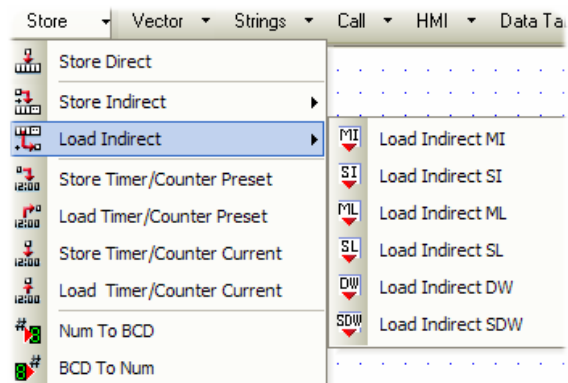 Store Vector Strings Call HMI Data Ta
Store Direct
Store Indirect
Load Indirect
MI Load Indirect MI
SI Load Indirect SI
Store Timer/Counter Preset
ML Load Indirect ML
Load Timer/Counter Preset
SL Load Indirect SL
Store Timer/Counter Current
DW Load Indirect DW
Load Timer/Counter Current
SDW Load Indirect SDW
Num To BCD
BCD To Num